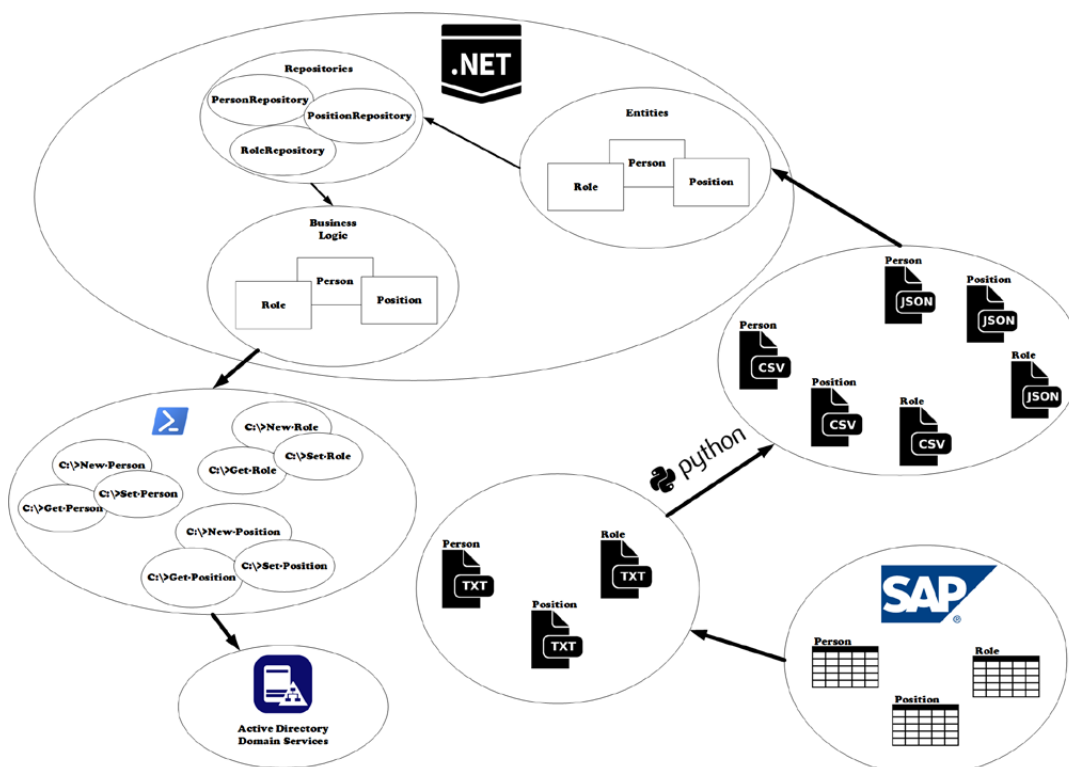 .NET
Repositories
PersonRepository
PositionRepository
RoleRepository
Entities
Person
Role
Position
Business
Logic
Person
Role
Position
Person
JSON
Position
JSON
Role
JSON
Person
CSV
Position
CSV
Role
CSV
C:\>New-Role
C:\>Set-Role
C:\>Get-Role
C:\>New-Person
C:\>Set-Person
C:\>Get-Person
C:\>New-Position
C:\>Set-Position
C:\>Get-Position
python
Person
TXT
Role
TXT
Position
TXT
SAP®
Person
Role
Position
Active Directory
Domain Services